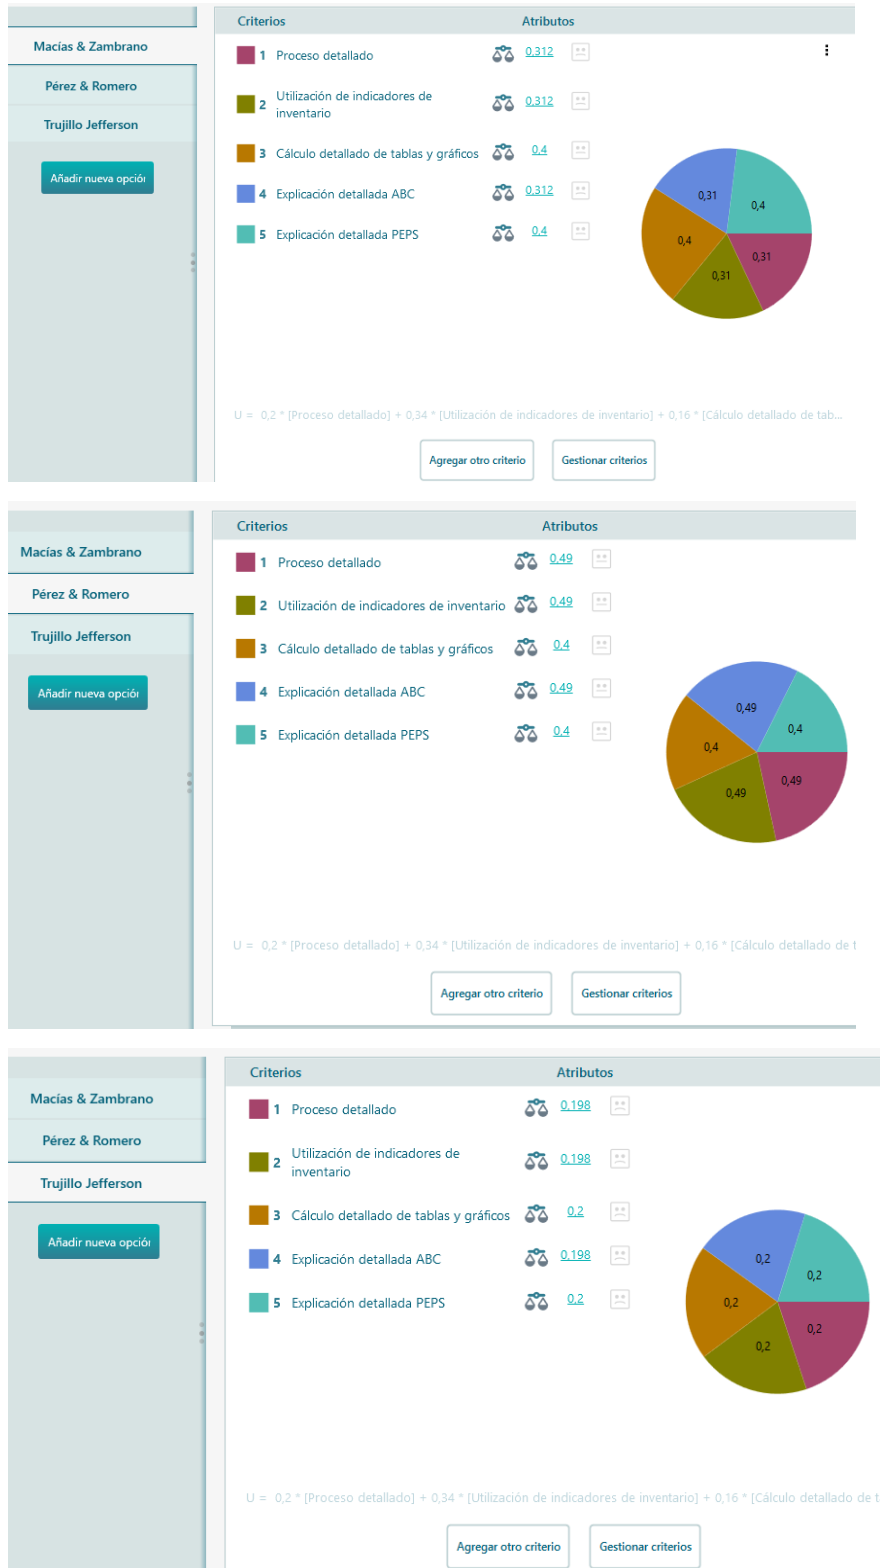 Criterios Atributos
Macías & Zambrano
Pérez & Romero
Trujillo Jefferson
Añadir nueva opción
1 Proceso detallado 0,312
2 Utilización de indicadores de
inventario 0,312
3 Cálculo detallado de tablas y gráficos 0,4
4 Explicación detallada ABC 0,312
5 Explicación detallada PEPS 0,4
0,31
0,4
0,4
0,31
0,31
U = 0,2 * [Proceso detallado] + 0,34 * [Utilización de indicadores de inventario] + 0,16 * [Cálculo detallado de tab...
Agregar otro criterio Gestionar criterios
Criterios Atributos
Macías & Zambrano
Pérez & Romero
Trujillo Jefferson
Añadir nueva opción
1 Proceso detallado 0,49
2 Utilización de indicadores de inventario 0,49
3 Cálculo detallado de tablas y gráficos 0,4
4 Explicación detallada ABC 0,49
5 Explicación detallada PEPS 0,4
0,49
0,4
0,4
0,49
0,49
U = 0,2 * [Proceso detallado] + 0,34 * [Utilización de indicadores de inventario] + 0,16 * [Cálculo detallado de t
Agregar otro criterio Gestionar criterios
Criterios Atributos
Macías & Zambrano
Pérez & Romero
Trujillo Jefferson
Añadir nueva opción
1 Proceso detallado 0,198
2 Utilización de indicadores de
inventario 0,198
3 Cálculo detallado de tablas y gráficos 0,2
4 Explicación detallada ABC 0,198
5 Explicación detallada PEPS 0,2
0,2
0,2
0,2
0,2
0,2
U = 0,2 * [Proceso detallado] + 0,34 * [Utilización de indicadores de inventario] + 0,16 * [Cálculo detallado de t
Agregar otro criterio Gestionar criterios